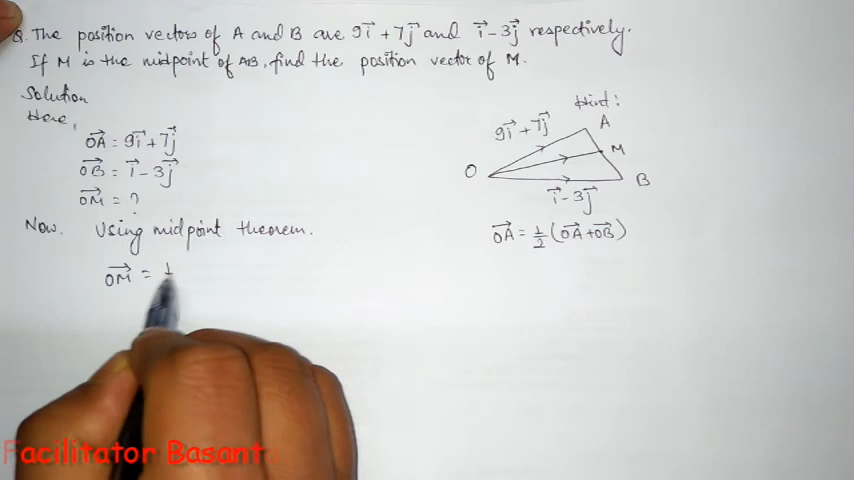 Q. The position vectors of A and B are 9i⃗ + 7j⃗ and i⃗ - 3j⃗ respectively.
If M is the midpoint of AB, find the position vector of M.
Solution
Here,
OA⃗ = 9i⃗ + 7j⃗
OB⃗ = i⃗ - 3j⃗
OM⃗ = ?
Now. Using midpoint theorem.
OM⃗ = 1
Hint:
9i⃗ + 7j⃗
A
M
O
B
i⃗ - 3j⃗
OA⃗ = 1/2 (OA⃗ + OB⃗)
Facilitator Basant